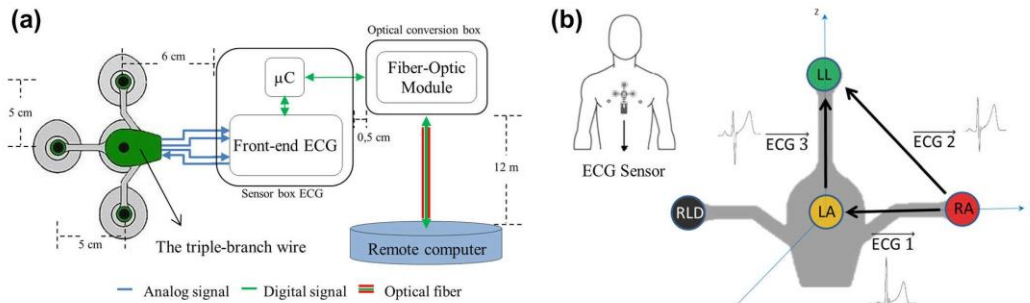 (a)
6 cm
5 cm
5 cm
The triple-branch wire
μC
Front-end ECG
Sensor box ECG
0,5 cm
Optical conversion box
Fiber-Optic
Module
12 m
Remote computer
Analog signal
Digital signal
Optical fiber
(b)
ECG Sensor
z
LL
ECG 3
ECG 2
RLD
LA
RA
ECG 1